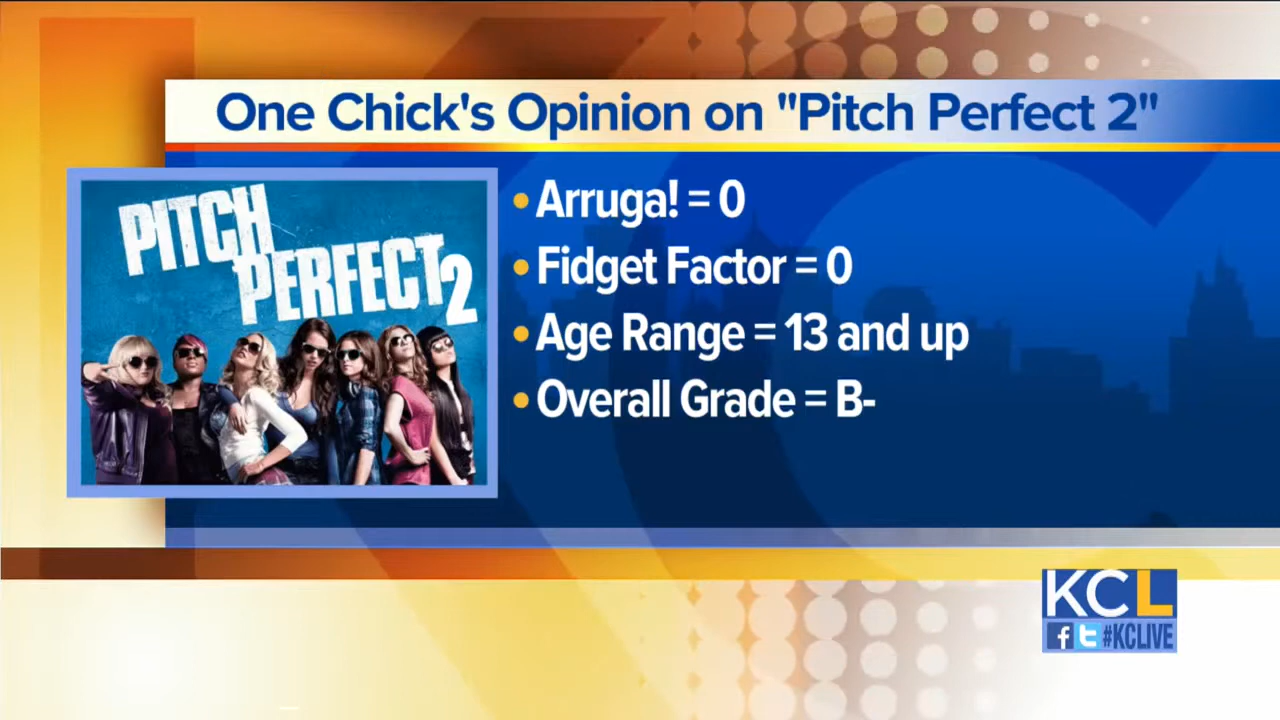 One Chick's Opinion on "Pitch Perfect 2"
PITCH
PERFECT 2
• Arruga! = 0
• Fidget Factor = 0
• Age Range = 13 and up
• Overall Grade = B-
KCL
#KCLIVE